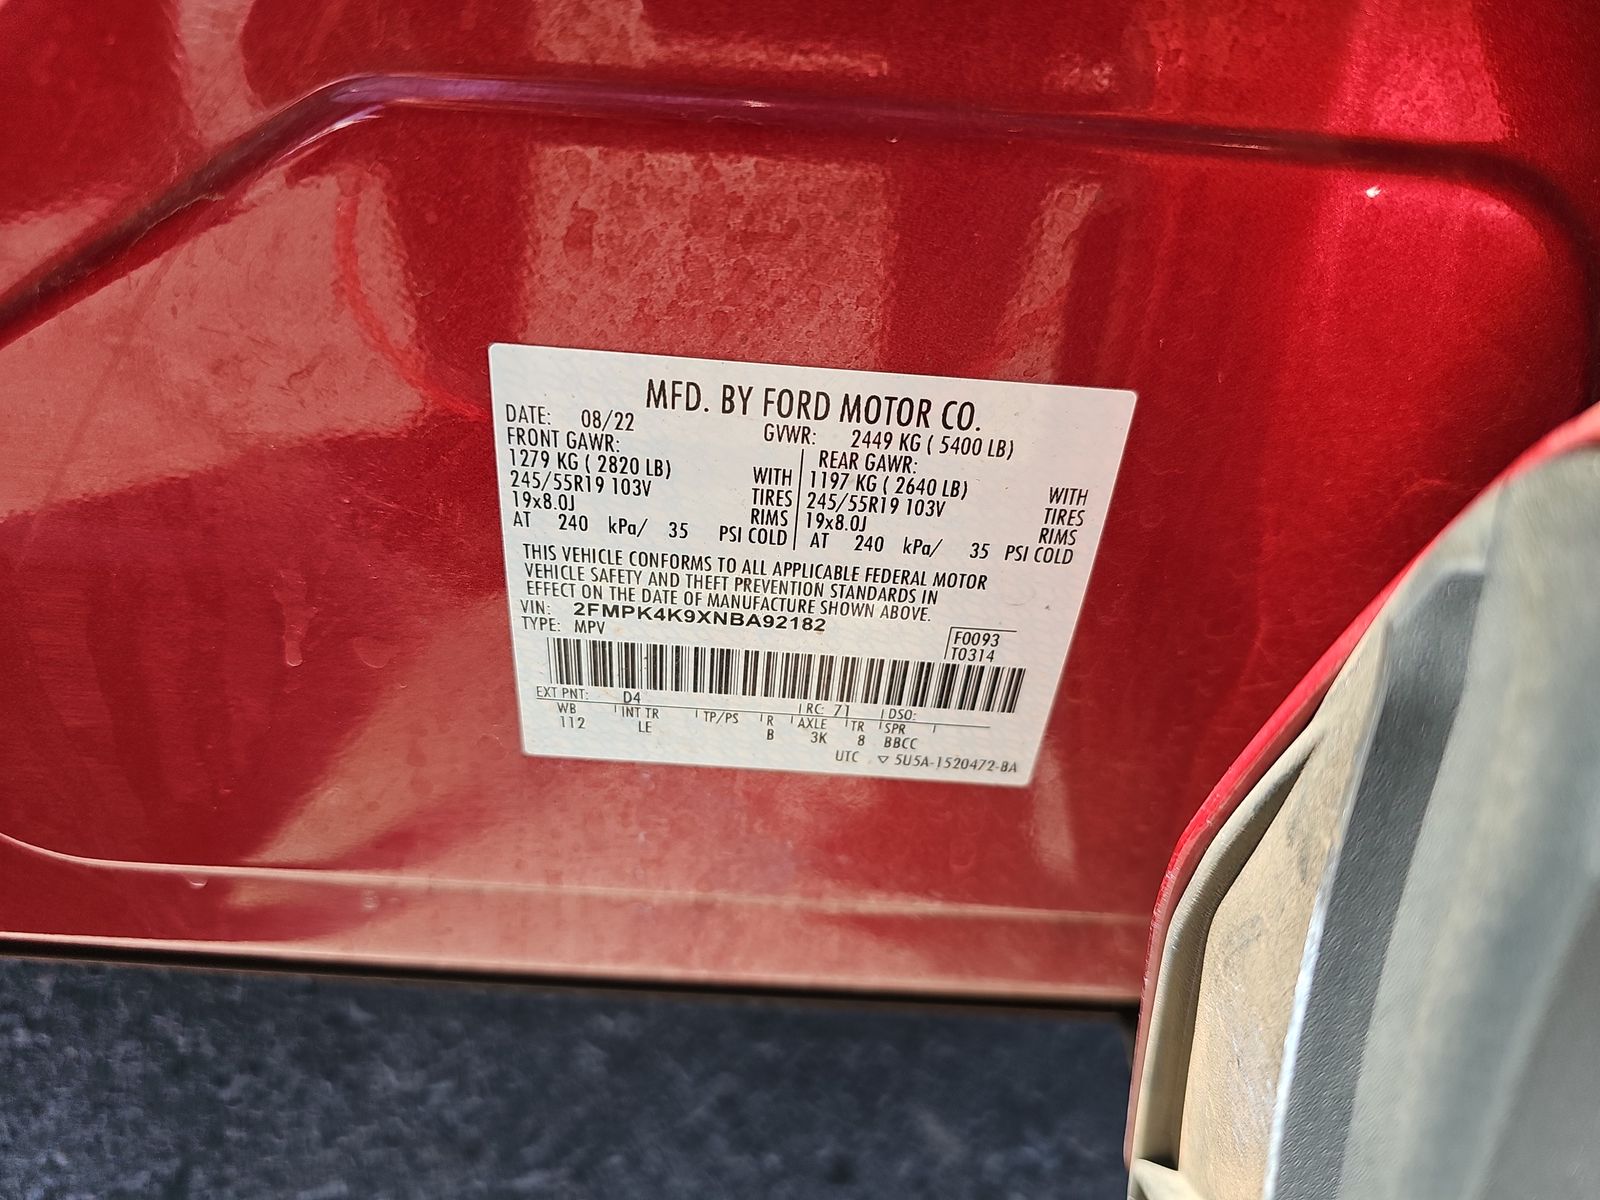 MFD. BY FORD MOTOR CO.
DATE: 08/22 GVWR: 2449 KG ( 5400 LB)
FRONT GAWR: REAR GAWR:
1279 KG ( 2820 LB) WITH 1197 KG ( 2640 LB) WITH
245/55R19 103V TIRES 245/55R19 103V TIRES
19x8.0J RIMS 19x8.0J RIMS
AT 240 kPa/ 35 PSI COLD AT 240 kPa/ 35 PSI COLD
THIS VEHICLE CONFORMS TO ALL APPLICABLE FEDERAL MOTOR
VEHICLE SAFETY AND THEFT PREVENTION STANDARDS IN
EFFECT ON THE DATE OF MANUFACTURE SHOWN ABOVE.
VIN: 2FMPK4K9XNBA92182
TYPE: MPV F0093
T0314
EXT PNT: D4 RC: 71 DSO:
WB INT TR TP/PS R AXLE TR SPR
112 LE B 3K 8 BBCC
UTC ▽ 5U5A-1520472-BA